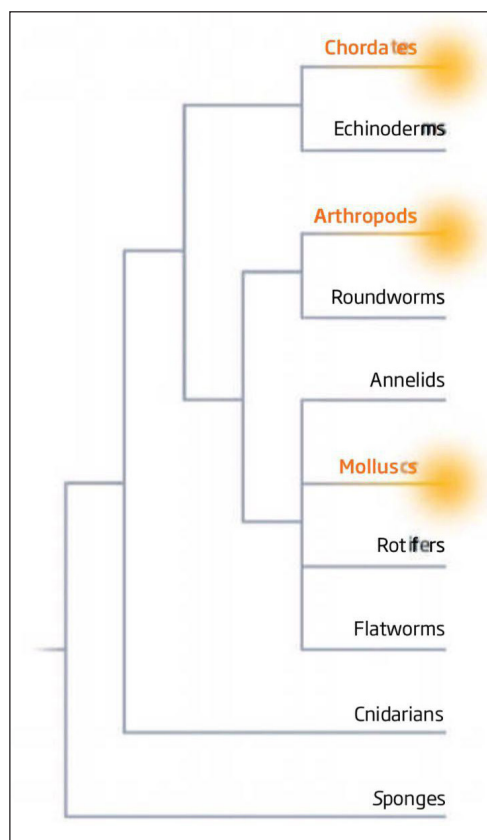 Chordates
Echinoderms
Arthropods
Roundworms
Annelids
Molluscs
Rotifers
Flatworms
Cnidarians
Sponges